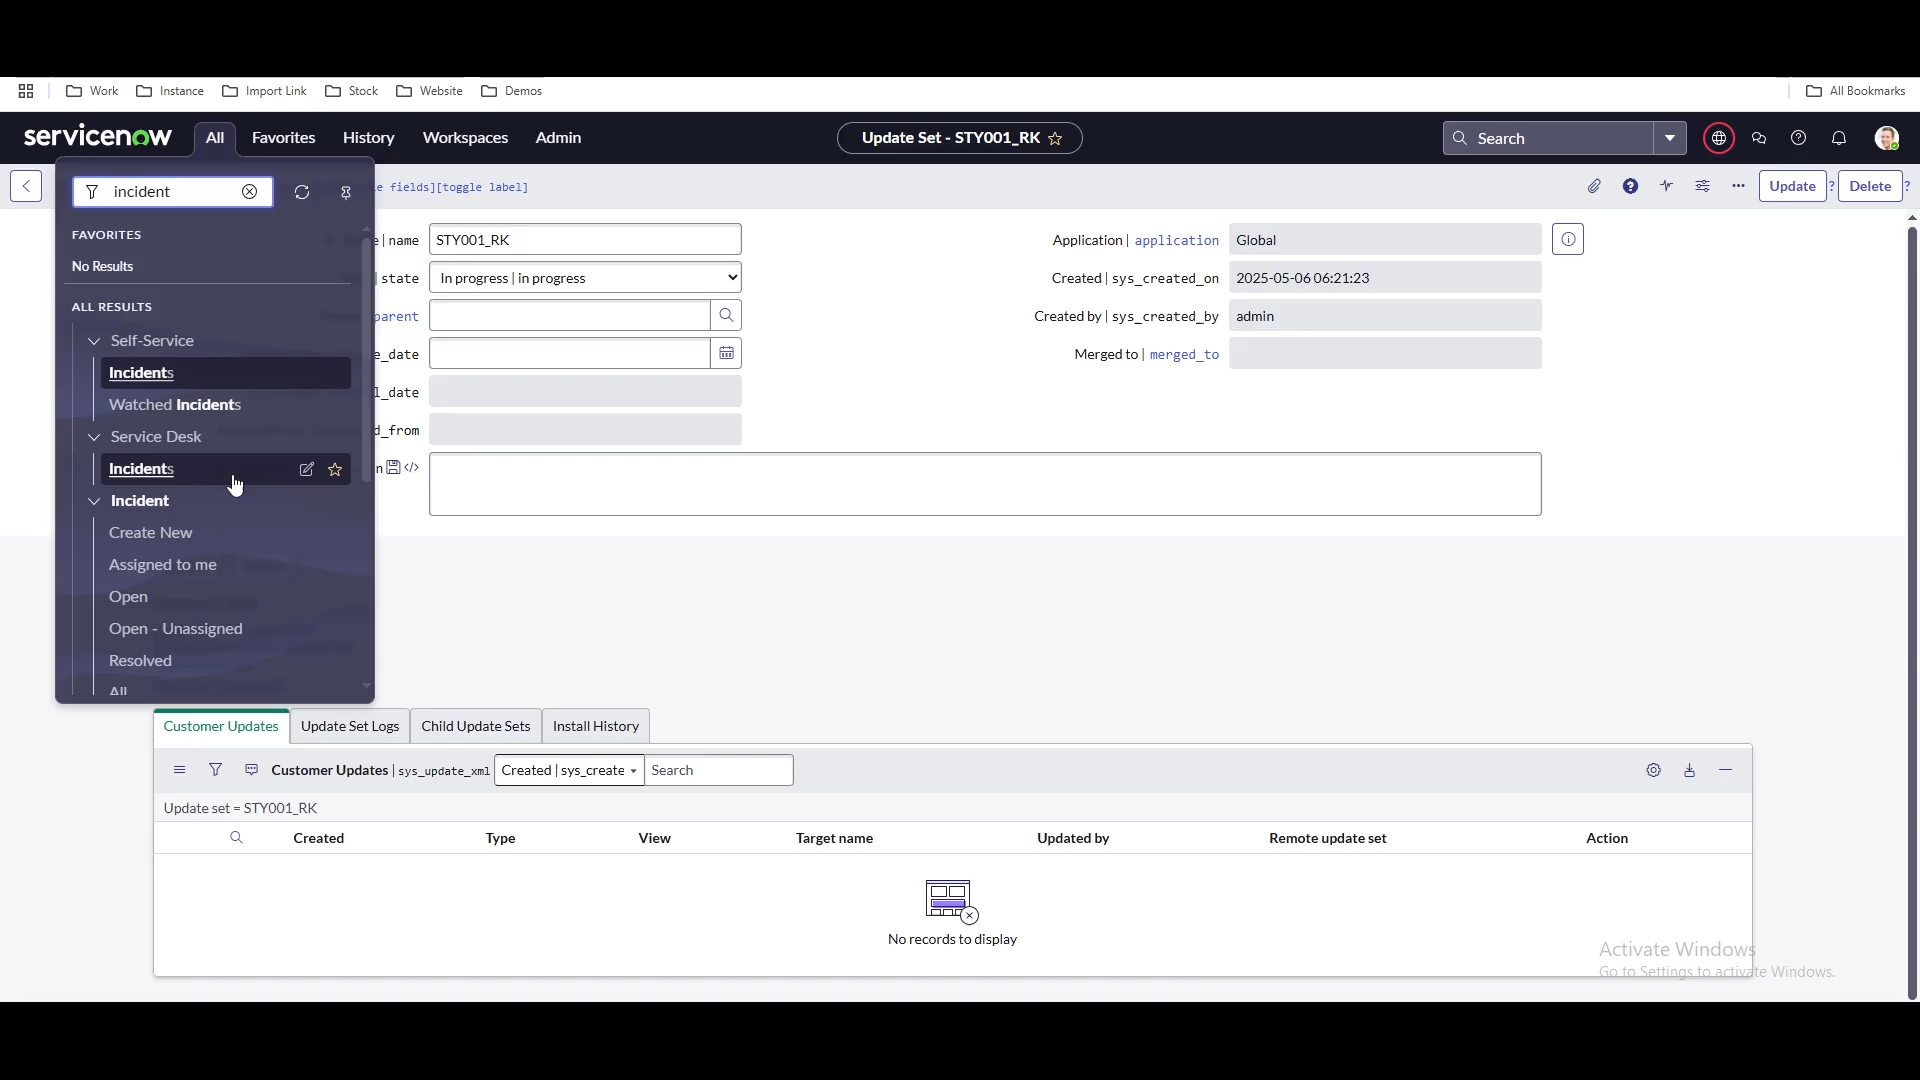 Work Instance Import Link Stock Website Demos All Bookmarks
servicenow All Favorites History Workspaces Admin Update Set - STY001_RK Search
incident
e fields][toggle label] Update ? Delete ?
FAVORITES
No Results
ALL RESULTS
Self-Service
Incidents
Watched Incidents
Service Desk
Incidents
Incident
Create New
Assigned to me
Open
Open - Unassigned
Resolved
All
e | name STY001_RK Application | application Global
| state In progress | in progress Created | sys_created_on 2025-05-06 06:21:23
parent Created by | sys_created_by admin
e_date Merged to | merged_to
l_date
d_from
n
Customer Updates Update Set Logs Child Update Sets Install History
Customer Updates | sys_update_xml Created | sys_create Search
Update set = STY001_RK
Created Type View Target name Updated by Remote update set Action
No records to display
Activate Windows
Go to Settings to activate Windows.